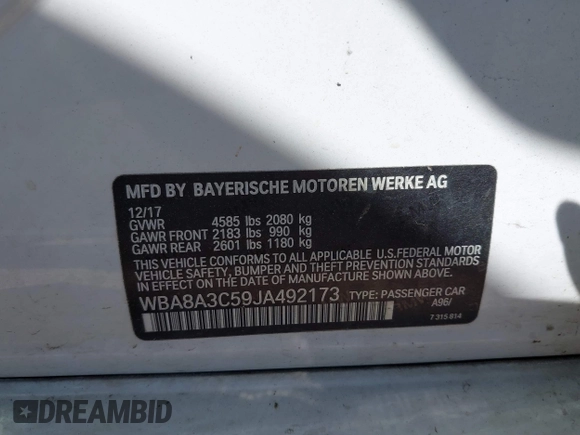 MFD BY BAYERISCHE MOTOREN WERKE AG
12/17
GVWR 4585 lbs 2080 kg
GAWR FRONT 2183 lbs 990 kg
GAWR REAR 2601 lbs 1180 kg
THIS VEHICLE CONFORMS TO ALL APPLICABLE U.S.FEDERAL MOTOR
VEHICLE SAFETY, BUMPER AND THEFT PREVENTION STANDARDS
IN EFFECT ON THE DATE OF MANUFACTURE SHOWN ABOVE.
WBA8A3C59JA492173 TYPE: PASSENGER CAR
A96/
7 315 814
DREAMBID